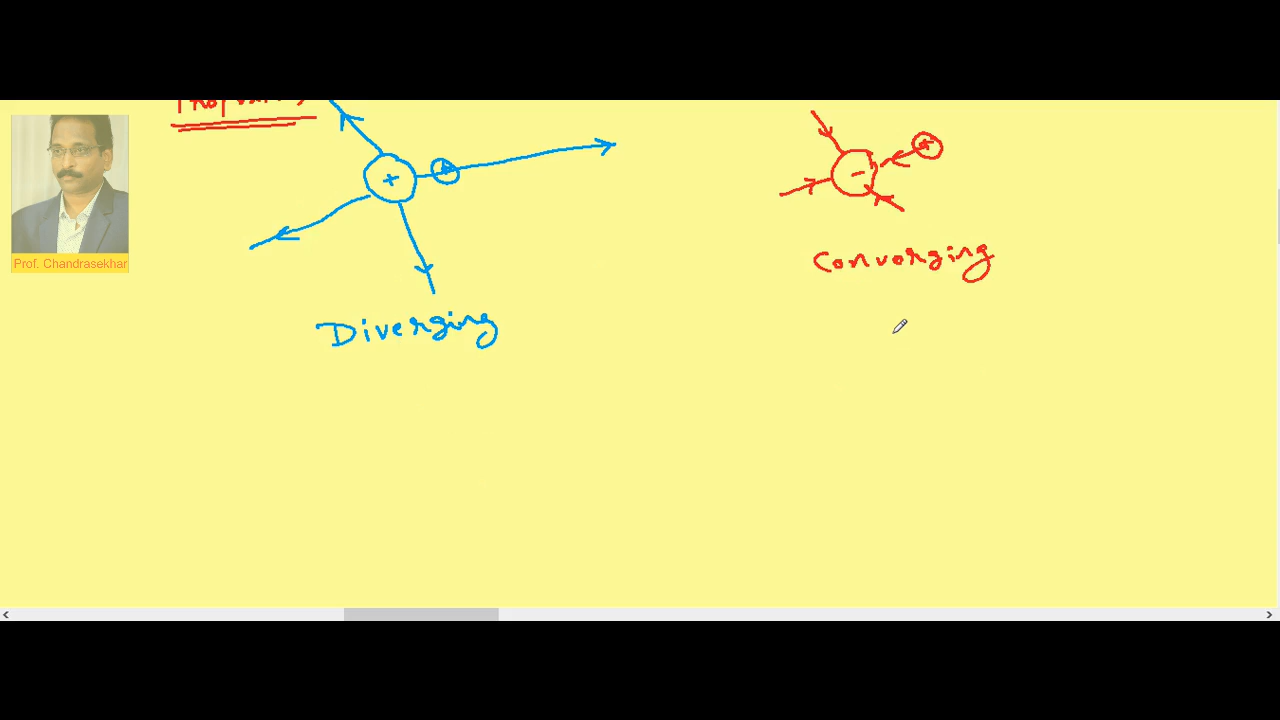 +
+
-
+
Converging
Prof. Chandrasekhar
Diverging